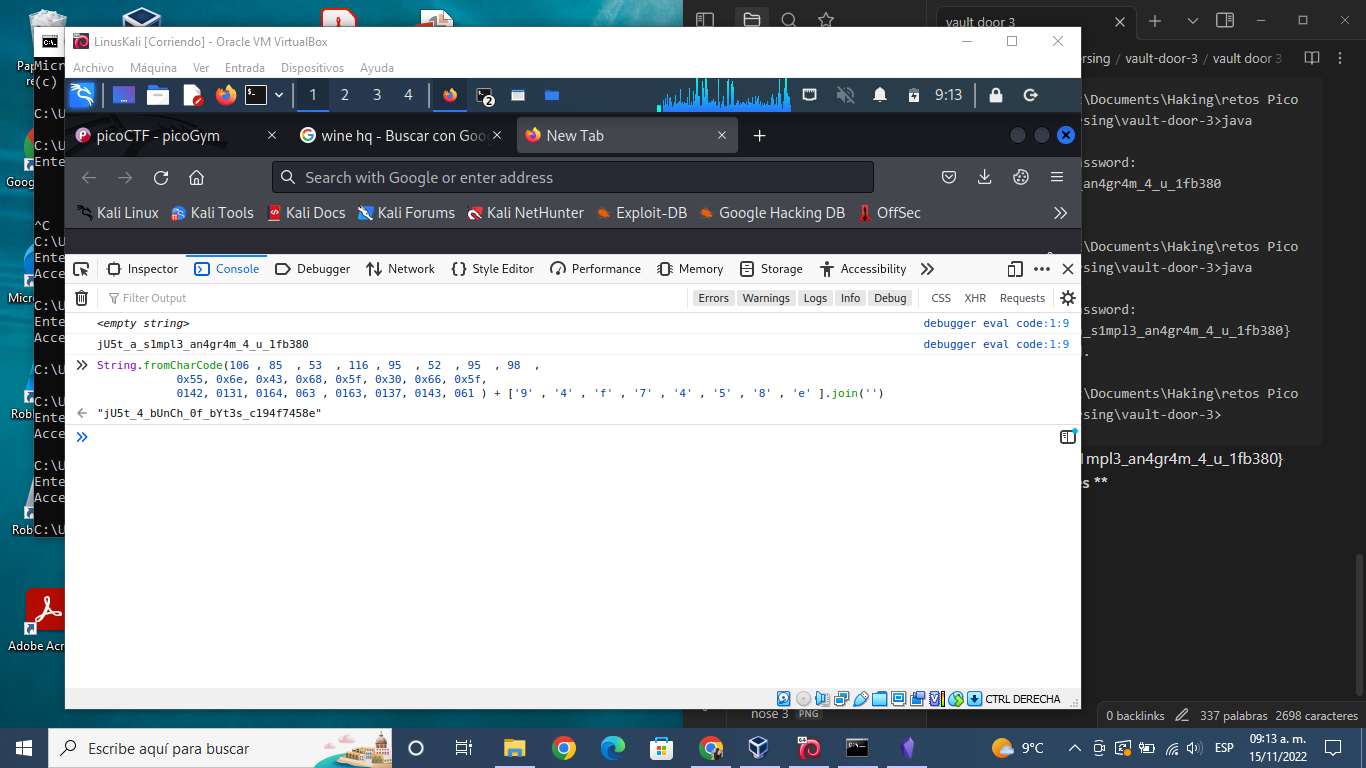 vault door 3
LinusKali [Corriendo] - Oracle VM VirtualBox
Archivo Máquina Ver Entrada Dispositivos Ayuda
1 2 3 4 2 9:13
picoCTF - picoGym wine hq - Buscar con Goo New Tab
Search with Google or enter address
Kali Linux Kali Tools Kali Docs Kali Forums Kali NetHunter Exploit-DB Google Hacking DB OffSec
Inspector Console Debugger Network Style Editor Performance Memory Storage Accessibility
Filter Output Errors Warnings Logs Info Debug CSS XHR Requests
<empty string> debugger eval code:1:9
jU5t_a_s1mpl3_an4gr4m_4_u_1fb380 debugger eval code:1:9
String.fromCharCode(106 , 85  , 53  , 116 , 95  , 52  , 95  , 98  ,
0x55, 0x6e, 0x43, 0x68, 0x5f, 0x30, 0x66, 0x5f,
0142, 0131, 0164, 063 , 0163, 0137, 0143, 061 ) + ['9' , '4' , 'f' , '7' , '4' , '5' , '8' , 'e' ].join('')
"jU5t_4_bUnCh_0f_bYt3s_c194f7458e"
CTRL DERECHA
Micr
(c)
C:\U
C:\U
Ente
^C
C:\U
Ente
Acce
C:\U
Ente
Acce
C:\U
Ente
Acce
C:\U
Ente
Acce
C:\U
Pap
re
Goog
Micro
Rob
Rob
Adobe Acr
ersing / vault-door-3 / vault door 3
\Documents\Haking\retos Pico
sing\vault-door-3>java
ssword:
_an4gr4m_4_u_1fb380
\Documents\Haking\retos Pico
sing\vault-door-3>java
ssword:
a_s1mpl3_an4gr4m_4_u_1fb380}
.
\Documents\Haking\retos Pico
sing\vault-door-3>
1mpl3_an4gr4m_4_u_1fb380}
s **
nose 3 PNG
0 backlinks 337 palabras 2698 caracteres
Escribe aquí para buscar
9°C ESP 09:13 a. m.
15/11/2022